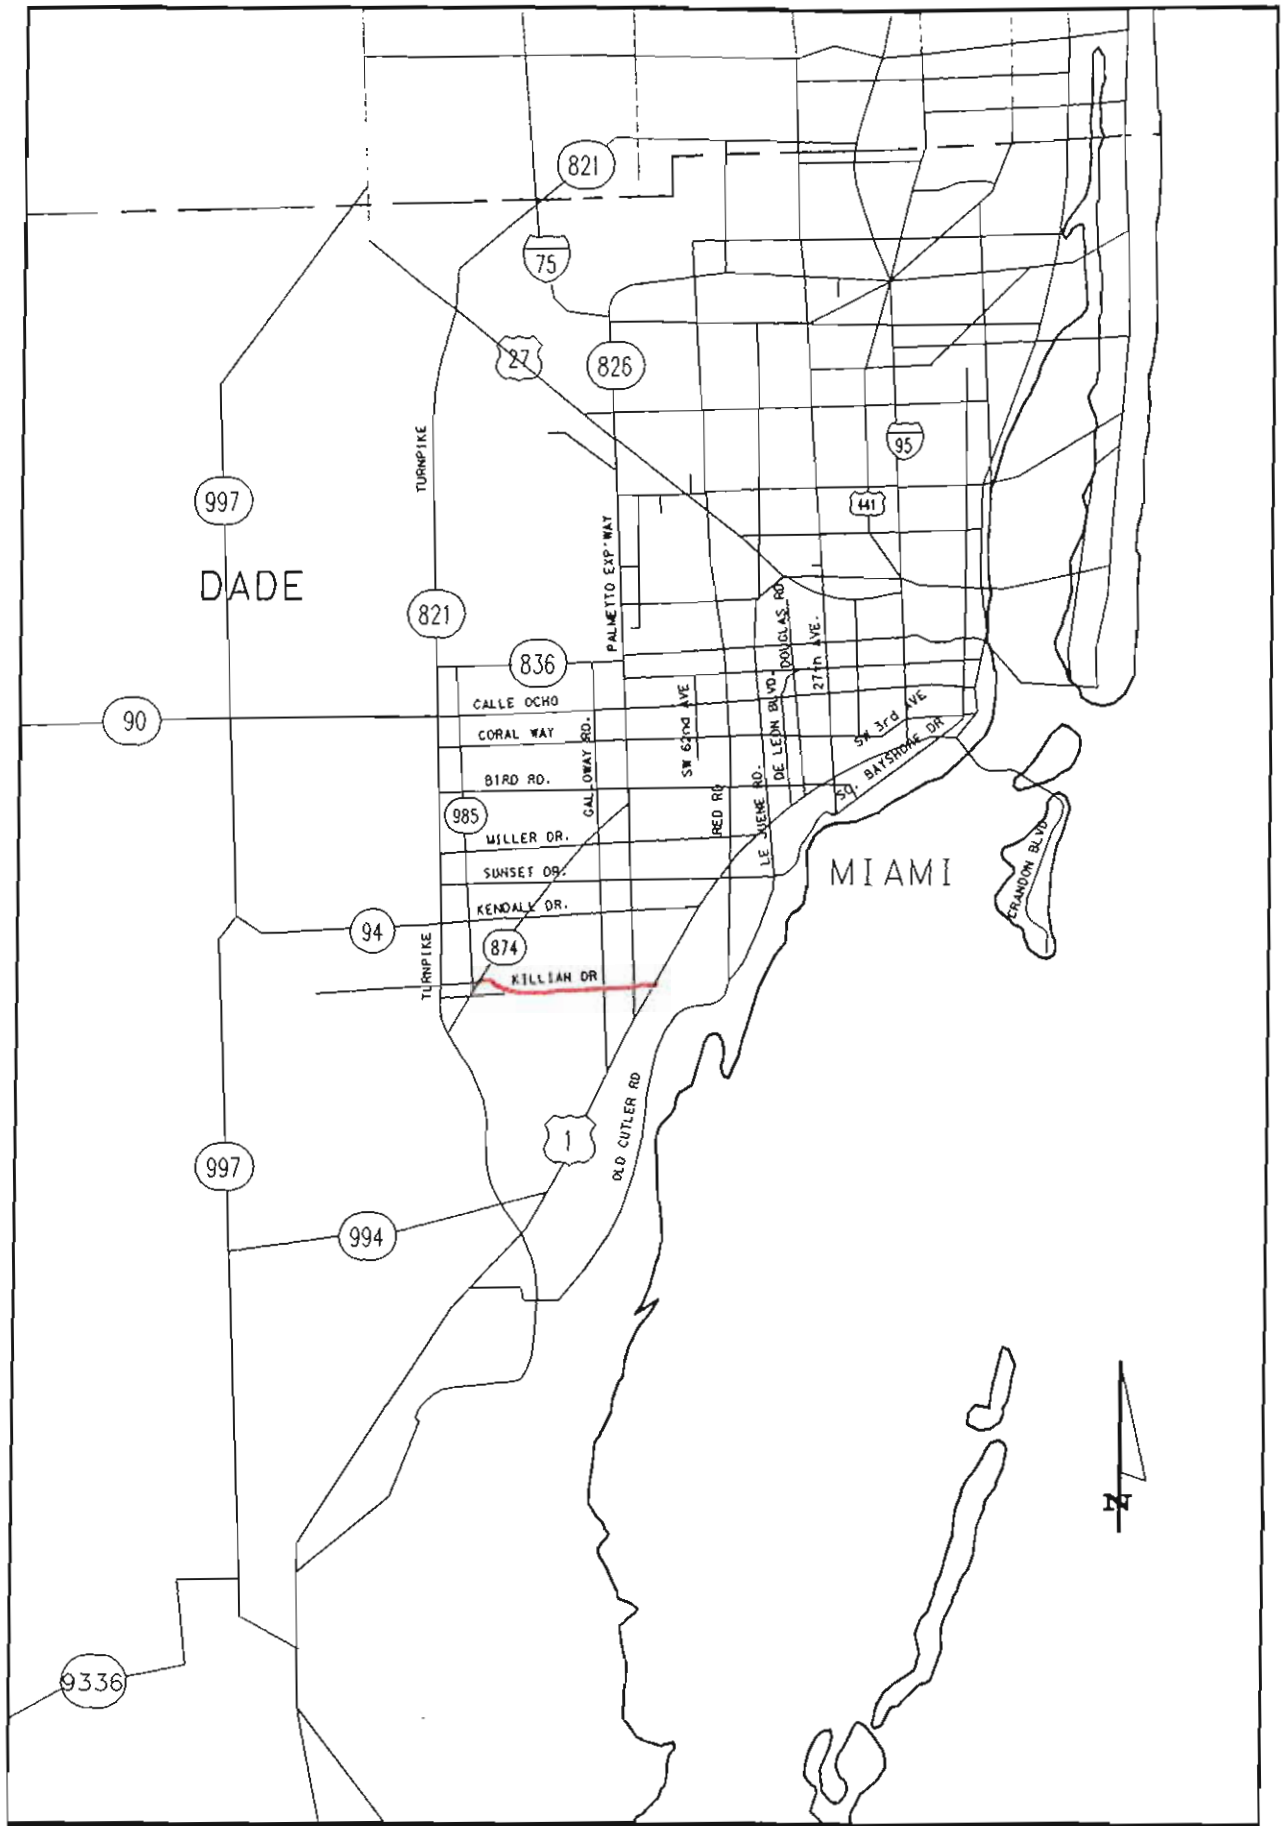 821
75
27
826
95
TURNPIKE
997
441
PALMETTO EXP'WAY
DADE
821
DOUGLAS RD
27th AVE.
836
DE LEON BLVD.
SW 62nd AVE
CALLE OCHO
90
CORAL WAY
SW 3rd AVE
GALLOWAY RD.
BAYSHORE DR
BIRD RD.
So.
985
RED RD
LE JUENE RD.
MILLER DR.
SUNSET DR.
MIAMI
CRANDON BLVD
KENDALL DR.
94
874
TURNPIKE
KILLIAN DR
OLD CUTLER RD
1
997
994
N
9336